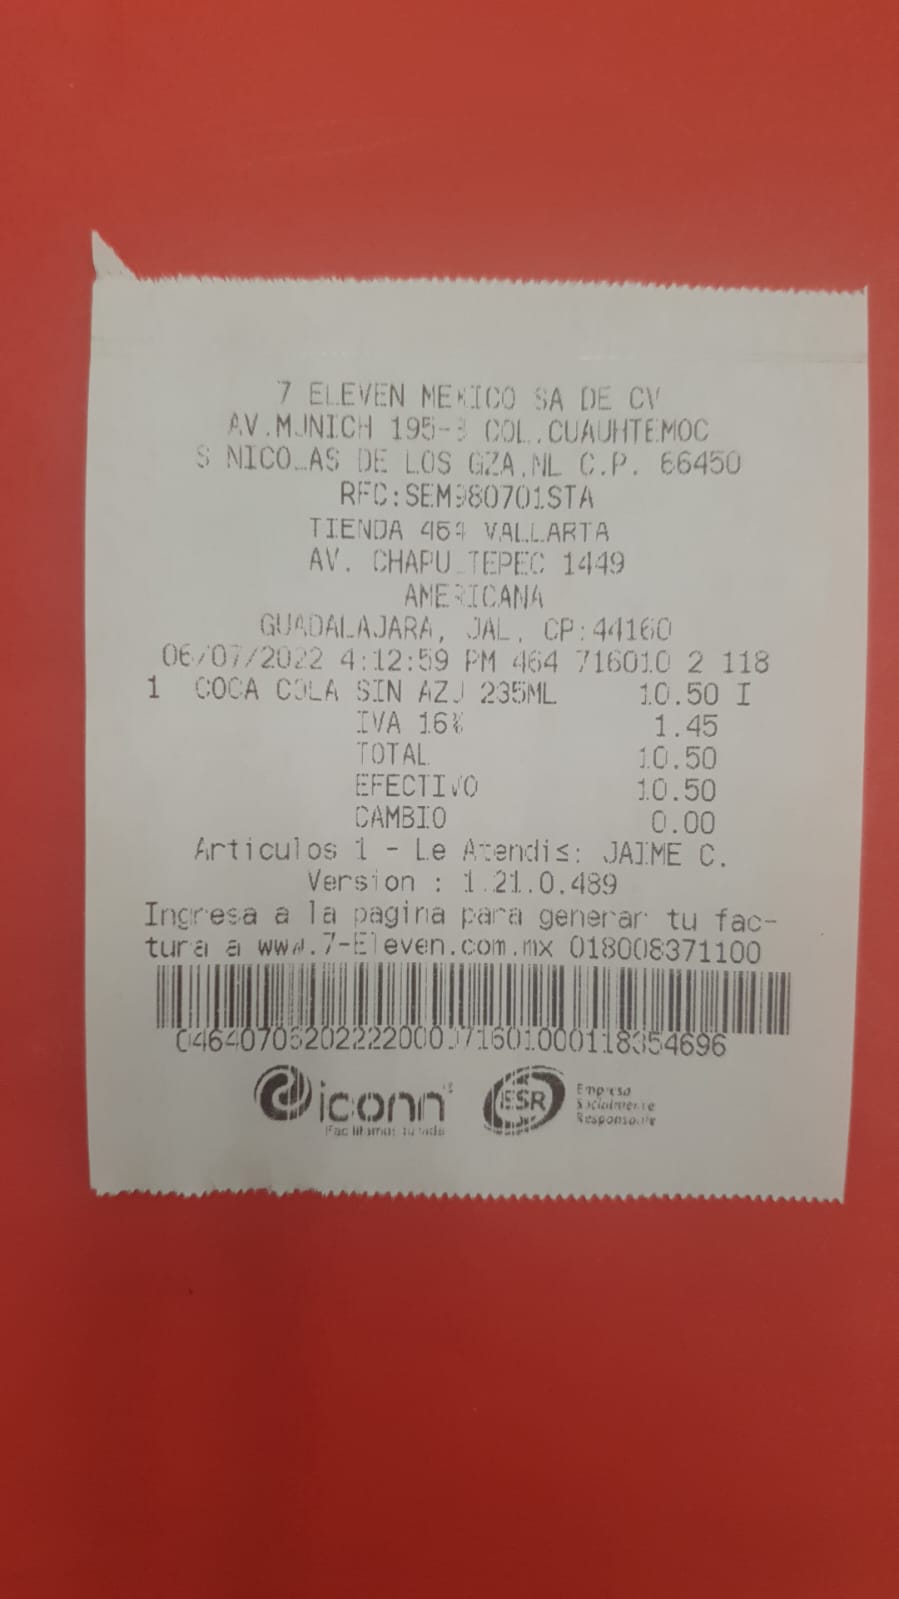 7 ELEVEN MEXICO SA DE CV
AV.MUNICH 195-B COL.CUAUHTEMOC
S NICOLAS DE LOS GZA.NL C.P. 66450
RFC:SEM980701STA
TIENDA 464 VALLARTA
AV. CHAPULTEPEC 1449
AMERICANA
GUADALAJARA, JAL, CP:44160
06/07/2022 4:12:59 PM 464 716010 2 118
1 COCA COLA SIN AZU 235ML 10.50 I
IVA 16% 1.45
TOTAL 10.50
EFECTIVO 10.50
CAMBIO 0.00
Articulos 1 - Le Atendi≤: JAIME C.
Version : 1.21.0.489
Ingresa a la pagina para generar tu fac-
tura a www.7-Eleven.com.mx 018008371100
iconn
Facilitamos tu vida
ESR
Empresa
Socialmente
Responsable